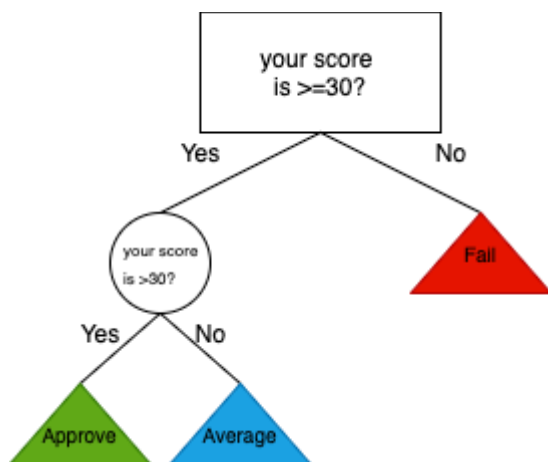 your score
is >=30?
Yes
No
your score
is >30?
Fail
Yes
No
Approve
Average